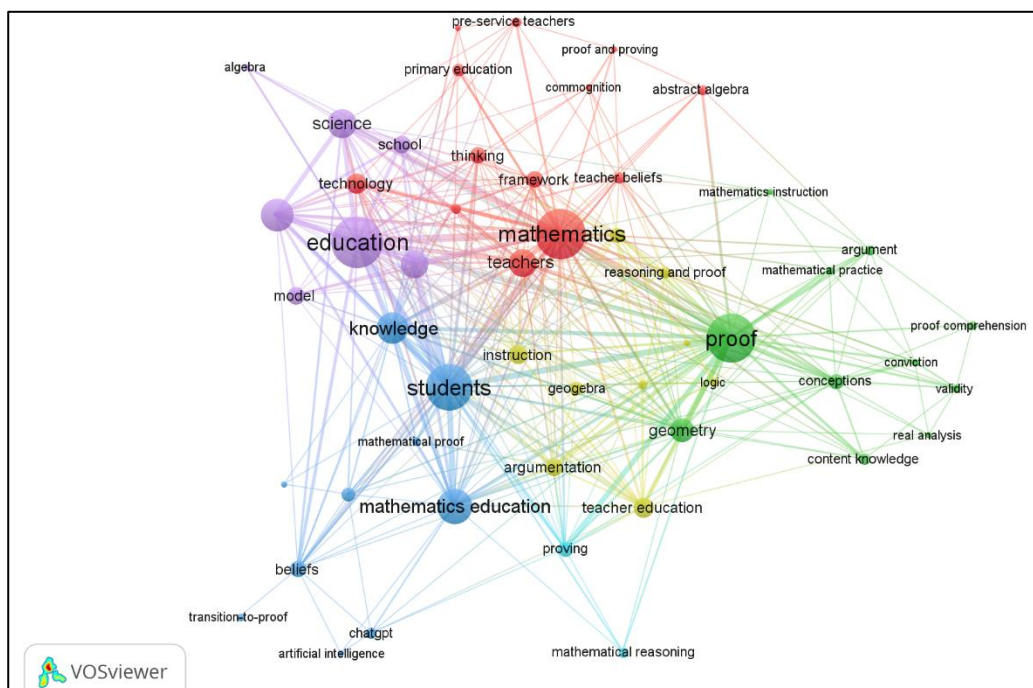 pre-service teachers
proof and proving
algebra
primary education
commognition
abstract algebra
science
school
thinking
technology
framework
teacher beliefs
mathematics instruction
education
mathematics
argument
teachers
reasoning and proof
mathematical practice
model
knowledge
proof
proof comprehension
instruction
conviction
students
geogebra
logic
conceptions
validity
mathematical proof
geometry
real analysis
argumentation
content knowledge
mathematics education
teacher education
proving
beliefs
transition-to-proof
chatgpt
artificial intelligence
mathematical reasoning
VOSviewer